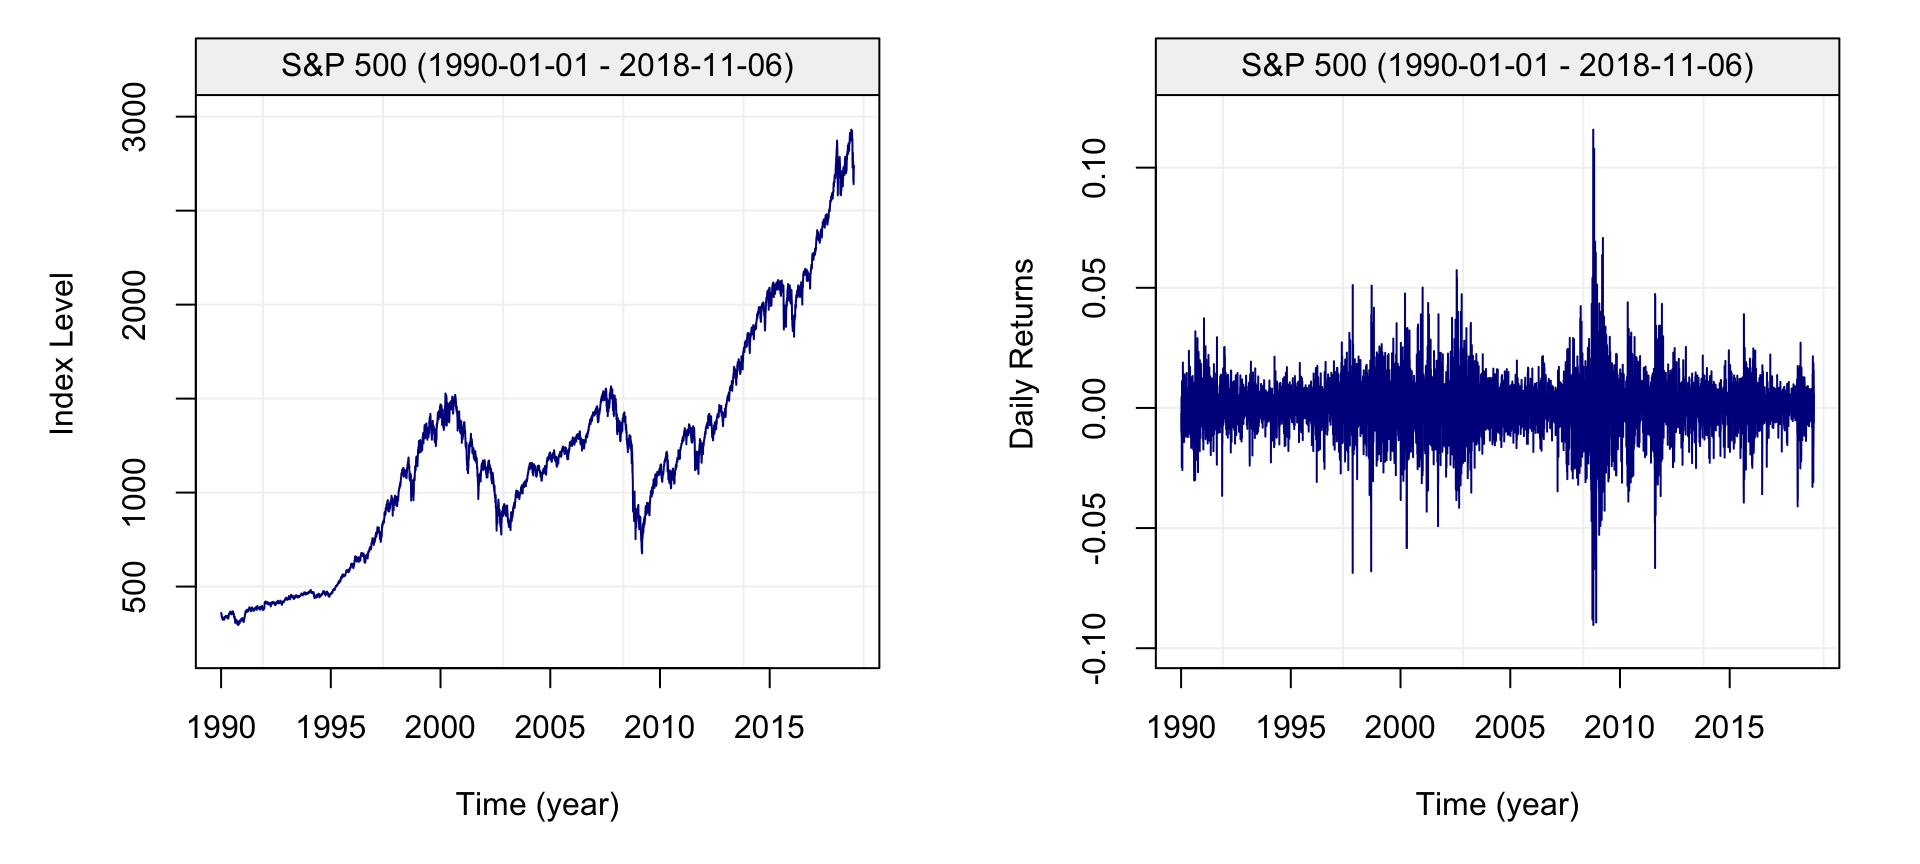 S&P 500 (1990-01-01 - 2018-11-06)
Index Level
3000
2000
1000
500
1990 1995 2000 2005 2010 2015
Time (year)
S&P 500 (1990-01-01 - 2018-11-06)
Daily Returns
0.10
0.05
0.00
-0.05
-0.10
1990 1995 2000 2005 2010 2015
Time (year)